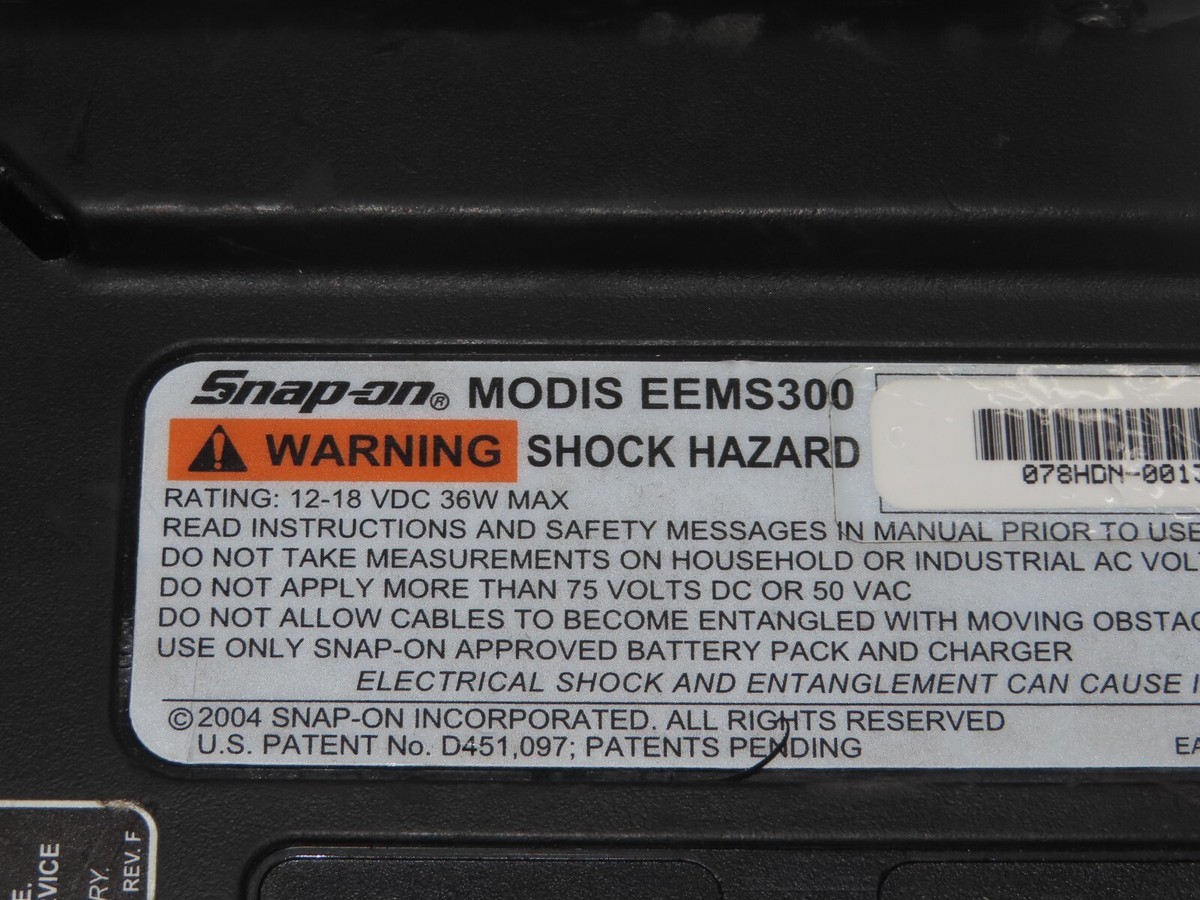 Snap-on® MODIS EEMS300
WARNING SHOCK HAZARD
078HDN-001
RATING: 12-18 VDC 36W MAX
READ INSTRUCTIONS AND SAFETY MESSAGES IN MANUAL PRIOR TO USE
DO NOT TAKE MEASUREMENTS ON HOUSEHOLD OR INDUSTRIAL AC VOL
DO NOT APPLY MORE THAN 75 VOLTS DC OR 50 VAC
DO NOT ALLOW CABLES TO BECOME ENTANGLED WITH MOVING OBSTAC
USE ONLY SNAP-ON APPROVED BATTERY PACK AND CHARGER
ELECTRICAL SHOCK AND ENTANGLEMENT CAN CAUSE I
© 2004 SNAP-ON INCORPORATED. ALL RIGHTS RESERVED
U.S. PATENT No. D451,097; PATENTS PENDING
EA
E.
VICE
RY.
REV. F